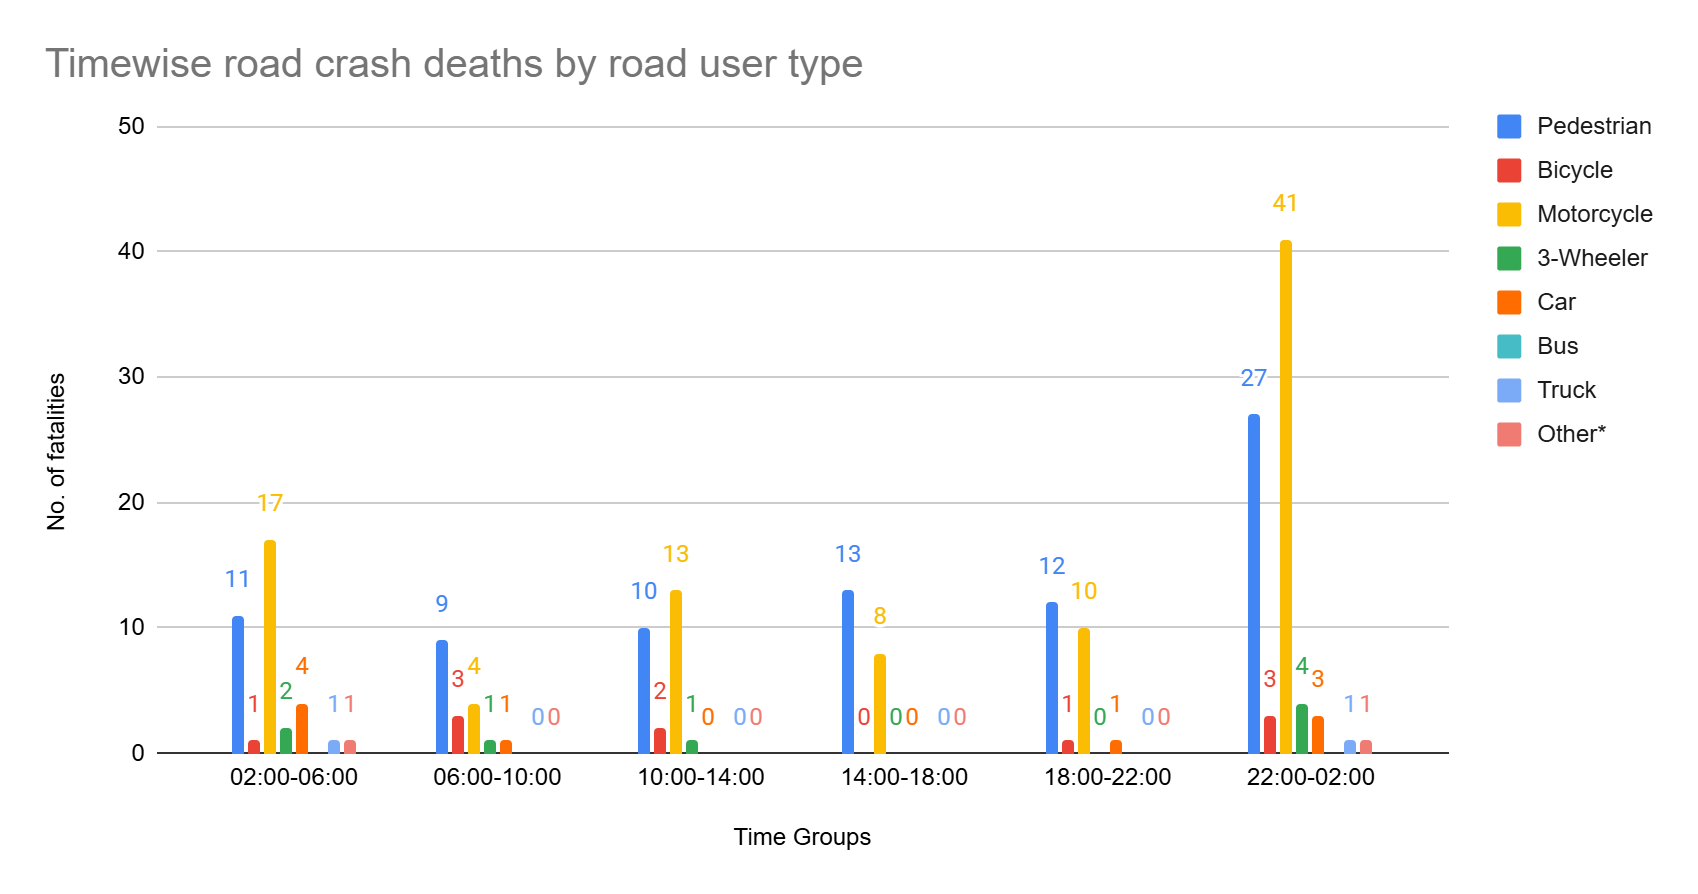 Timewise road crash deaths by road user type
50
40
30
20
10
0
No. of fatalities
11 1 17 2 4 1 1
9 3 4 1 1 0 0
10 2 13 1 0 0 0
13 0 8 0 0 0 0
12 1 10 0 1 0 0
27 3 41 4 3 1 1
02:00-06:00 06:00-10:00 10:00-14:00 14:00-18:00 18:00-22:00 22:00-02:00
Time Groups
Pedestrian
Bicycle
Motorcycle
3-Wheeler
Car
Bus
Truck
Other*